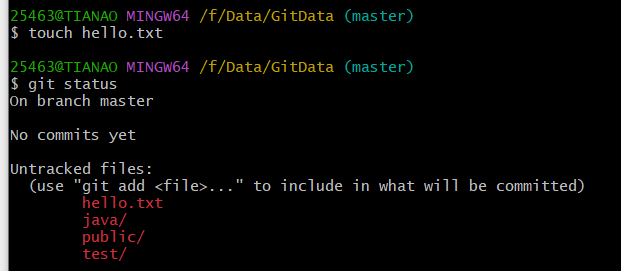 25463@TIANAO MINGW64 /f/Data/GitData (master)
$ touch hello.txt
25463@TIANAO MINGW64 /f/Data/GitData (master)
$ git status
On branch master
No commits yet
Untracked files:
(use "git add <file>..." to include in what will be committed)
hello.txt
java/
public/
test/